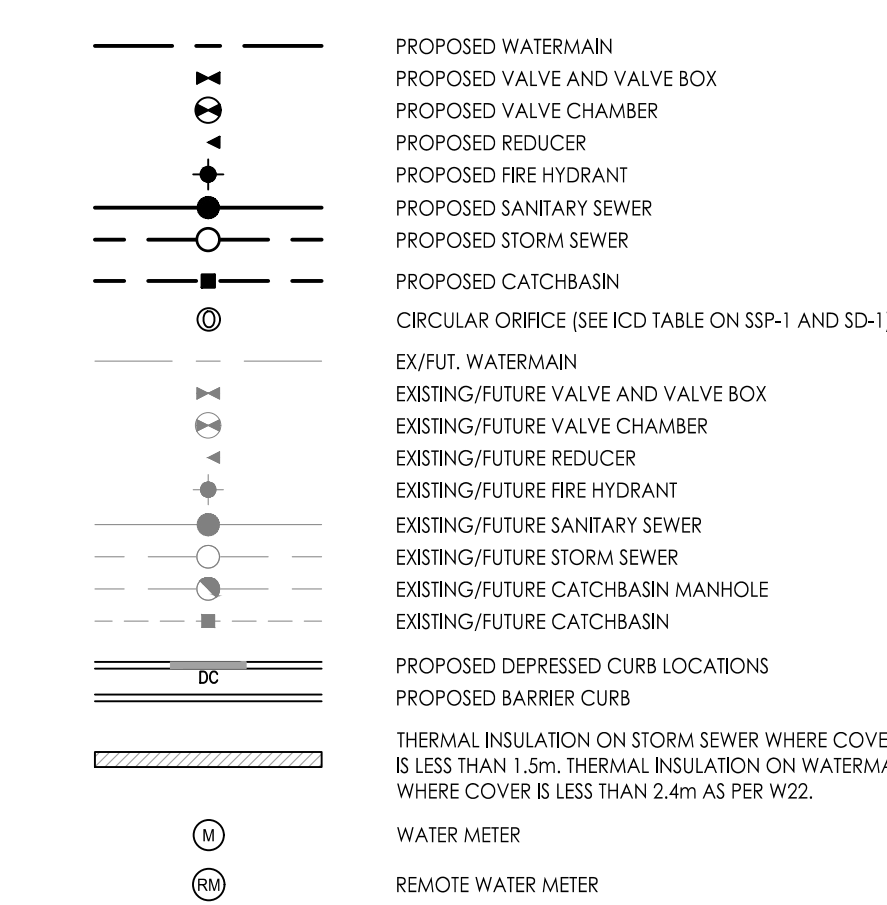 PROPOSED WATERMAIN
PROPOSED VALVE AND VALVE BOX
PROPOSED VALVE CHAMBER
PROPOSED REDUCER
PROPOSED FIRE HYDRANT
PROPOSED SANITARY SEWER
PROPOSED STORM SEWER
PROPOSED CATCHBASIN
CIRCULAR ORIFICE (SEE ICD TABLE ON SSP-1 AND SD-1)
EX/FUT. WATERMAIN
EXISTING/FUTURE VALVE AND VALVE BOX
EXISTING/FUTURE VALVE CHAMBER
EXISTING/FUTURE REDUCER
EXISTING/FUTURE FIRE HYDRANT
EXISTING/FUTURE SANITARY SEWER
EXISTING/FUTURE STORM SEWER
EXISTING/FUTURE CATCHBASIN MANHOLE
EXISTING/FUTURE CATCHBASIN
PROPOSED DEPRESSED CURB LOCATIONS
DC
PROPOSED BARRIER CURB
THERMAL INSULATION ON STORM SEWER WHERE COVE
IS LESS THAN 1.5m. THERMAL INSULATION ON WATERMA
WHERE COVER IS LESS THAN 2.4m AS PER W22.
M WATER METER
RM REMOTE WATER METER